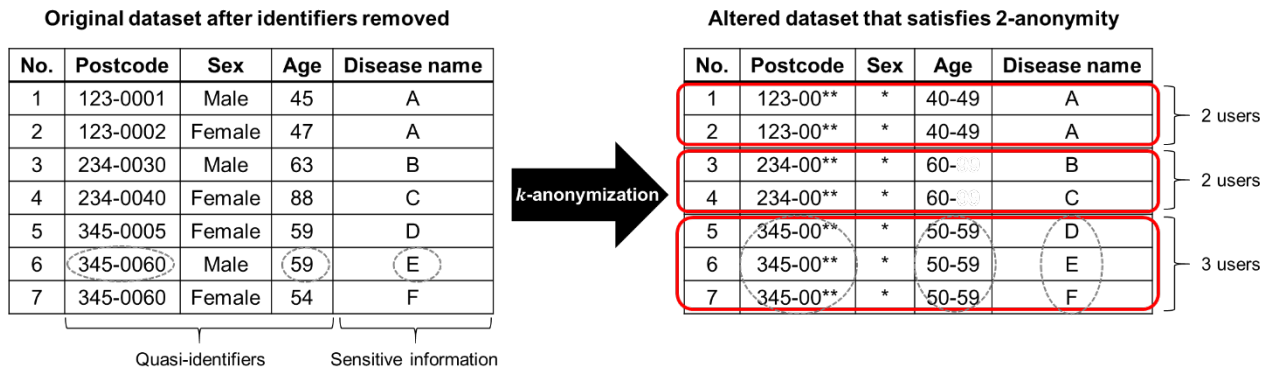 Original dataset after identifiers removed
No. Postcode Sex Age Disease name
1 123-0001 Male 45 A
2 123-0002 Female 47 A
3 234-0030 Male 63 B
4 234-0040 Female 88 C
5 345-0005 Female 59 D
6 345-0060 Male 59 E
7 345-0060 Female 54 F
Quasi-identifiers Sensitive information
k-anonymization
Altered dataset that satisfies 2-anonymity
No. Postcode Sex Age Disease name
1 123-00** * 40-49 A
2 123-00** * 40-49 A
2 users
3 234-00** * 60- B
4 234-00** * 60- C
2 users
5 345-00** * 50-59 D
6 345-00** * 50-59 E
7 345-00** * 50-59 F
3 users